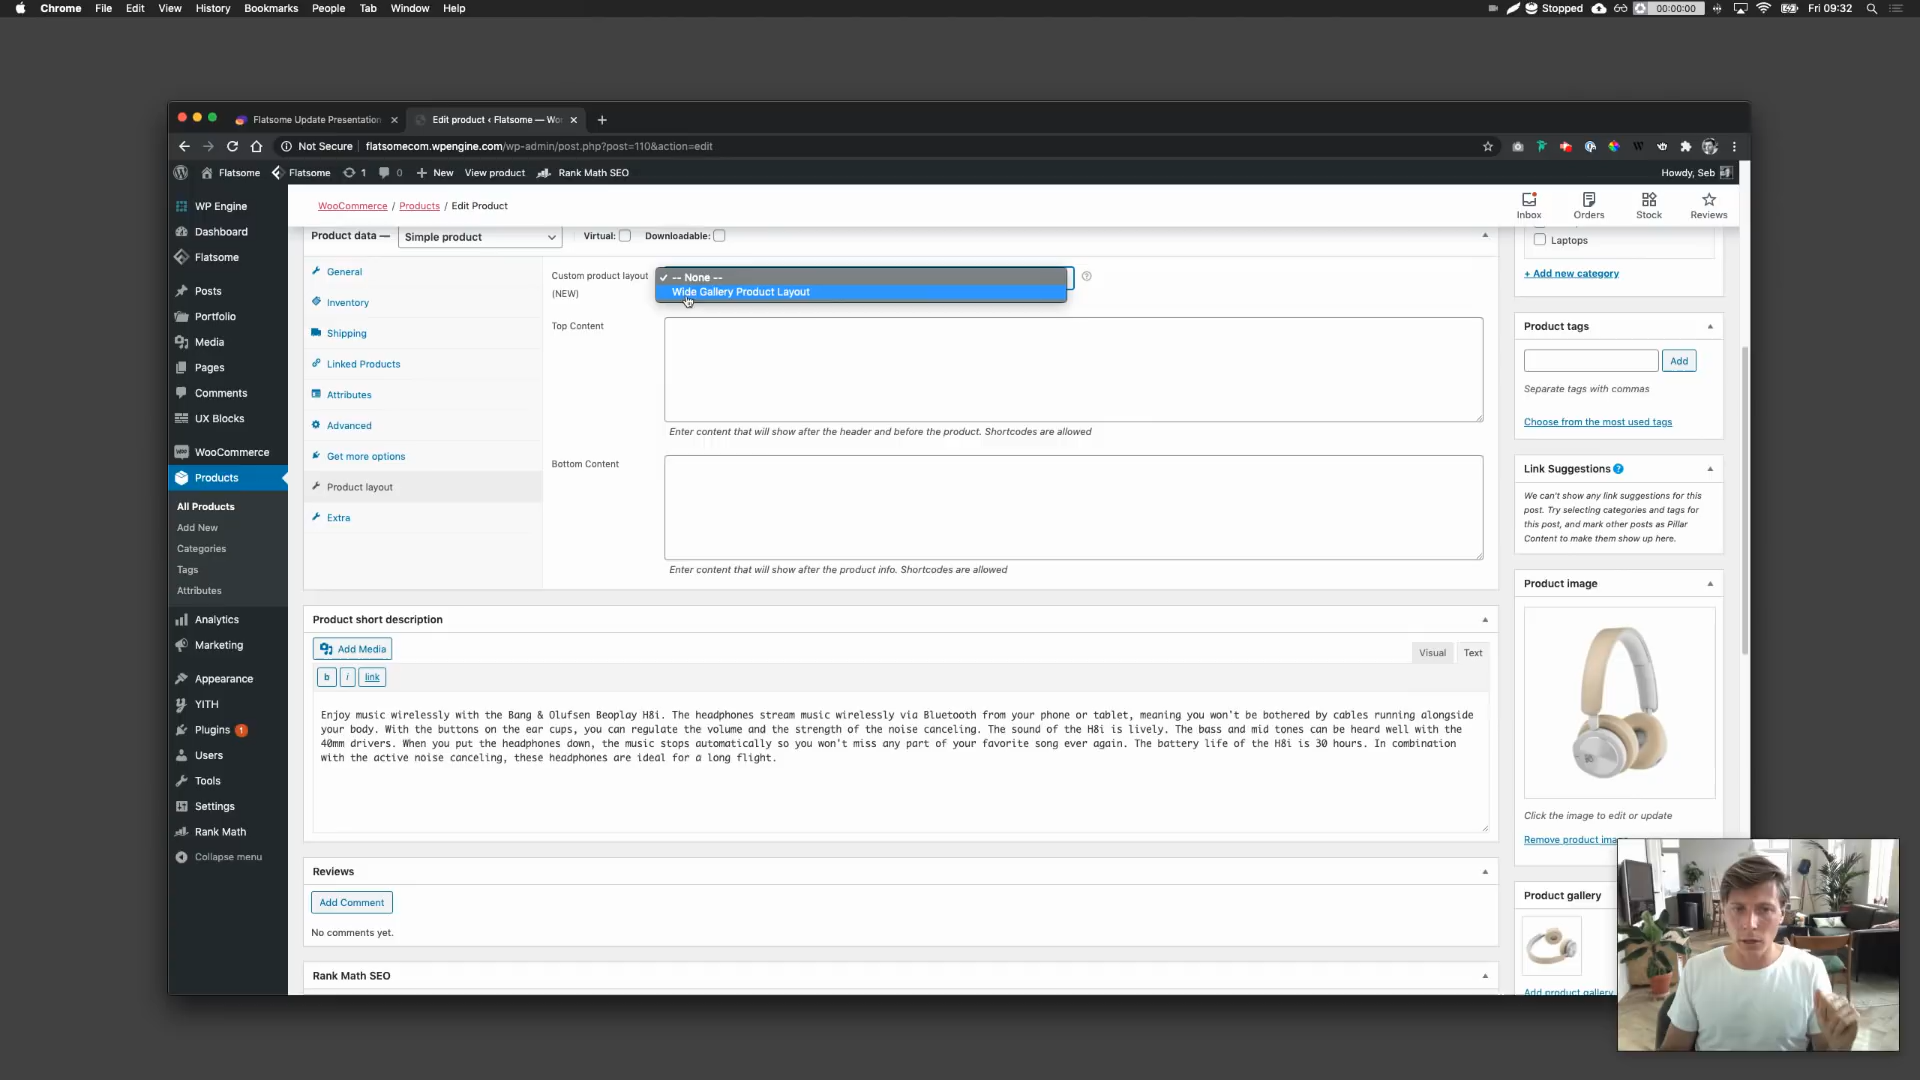 Chrome File Edit View History Bookmarks People Tab Window Help
Stopped 00:00:00 Fri 09:32
Flatsome Update Presentation
Edit product ‹ Flatsome — Wo
Not Secure flatsomecom.wpengine.com/wp-admin/post.php?post=110&action=edit
Flatsome Flatsome 1 0 New View product Rank Math SEO Howdy, Seb
WP Engine
Dashboard
Flatsome
Posts
Portfolio
Media
Pages
Comments
UX Blocks
WooCommerce
Products
All Products
Add New
Categories
Tags
Attributes
Analytics
Marketing
Appearance
YITH
Plugins 1
Users
Tools
Settings
Rank Math
Collapse menu
WooCommerce / Products / Edit Product
Inbox Orders Stock Reviews
Product data — Simple product Virtual: Downloadable:
General
Inventory
Shipping
Linked Products
Attributes
Advanced
Get more options
Product layout
Extra
Custom product layout
(NEW)
-- None --
Wide Gallery Product Layout
Top Content
Enter content that will show after the header and before the product. Shortcodes are allowed
Bottom Content
Enter content that will show after the product info. Shortcodes are allowed
Product short description
Add Media
Visual Text
b i link
Enjoy music wirelessly with the Bang & Olufsen Beoplay H8i. The headphones stream music wirelessly via Bluetooth from your phone or tablet, meaning you won't be bothered by cables running alongside
your body. With the buttons on the ear cups, you can regulate the volume and the strength of the noise canceling. The sound of the H8i is lively. The bass and mid tones can be heard well with the
40mm drivers. When you put the headphones down, the music stops automatically so you won't miss any part of your favorite song ever again. The battery life of the H8i is 30 hours. In combination
with the active noise canceling, these headphones are ideal for a long flight.
Reviews
Add Comment
No comments yet.
Rank Math SEO
Laptops
+ Add new category
Product tags
Add
Separate tags with commas
Choose from the most used tags
Link Suggestions ?
We can't show any link suggestions for this
post. Try selecting categories and tags for
this post, and mark other posts as Pillar
Content to make them show up here.
Product image
Click the image to edit or update
Remove product ima
Product gallery
Add product gallery